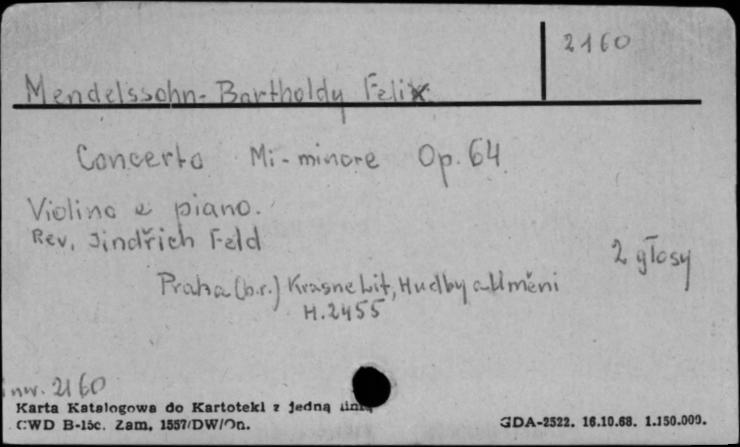 2160
Mendelssohn-Bartholdy Felix
Concerto Mi-minore Op. 64
Violino e piano.
Rev. Jindřich Feld
2 głosy
Praha (b.r.) Krasne Lit, Hudby a Umĕni
H. 2455
inw. 2160
Karta Katalogowa do Kartoteki z jedną linią
CWD B-15c. Zam. 1557/DW/On.
GDA-2522. 16.10.68. 1.150.000.